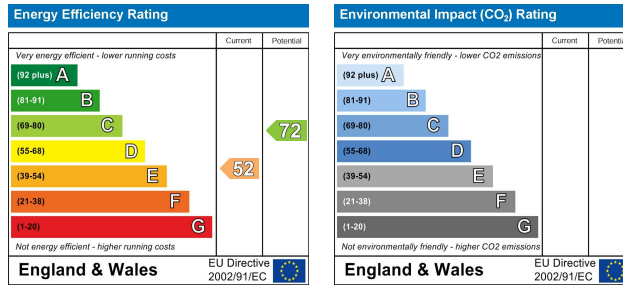 Energy Efficiency Rating
Current Potential
Very energy efficient - lower running costs
(92 plus) A
(81-91) B
(69-80) C
72
(55-68) D
52
(39-54) E
(21-38) F
(1-20) G
Not energy efficient - higher running costs
England & Wales
EU Directive
2002/91/EC
Environmental Impact (CO₂) Rating
Current Potential
Very environmentally friendly - lower CO2 emissions
(92 plus) A
(81-91) B
(69-80) C
(55-68) D
(39-54) E
(21-38) F
(1-20) G
Not environmentally friendly - higher CO2 emissions
England & Wales
EU Directive
2002/91/EC